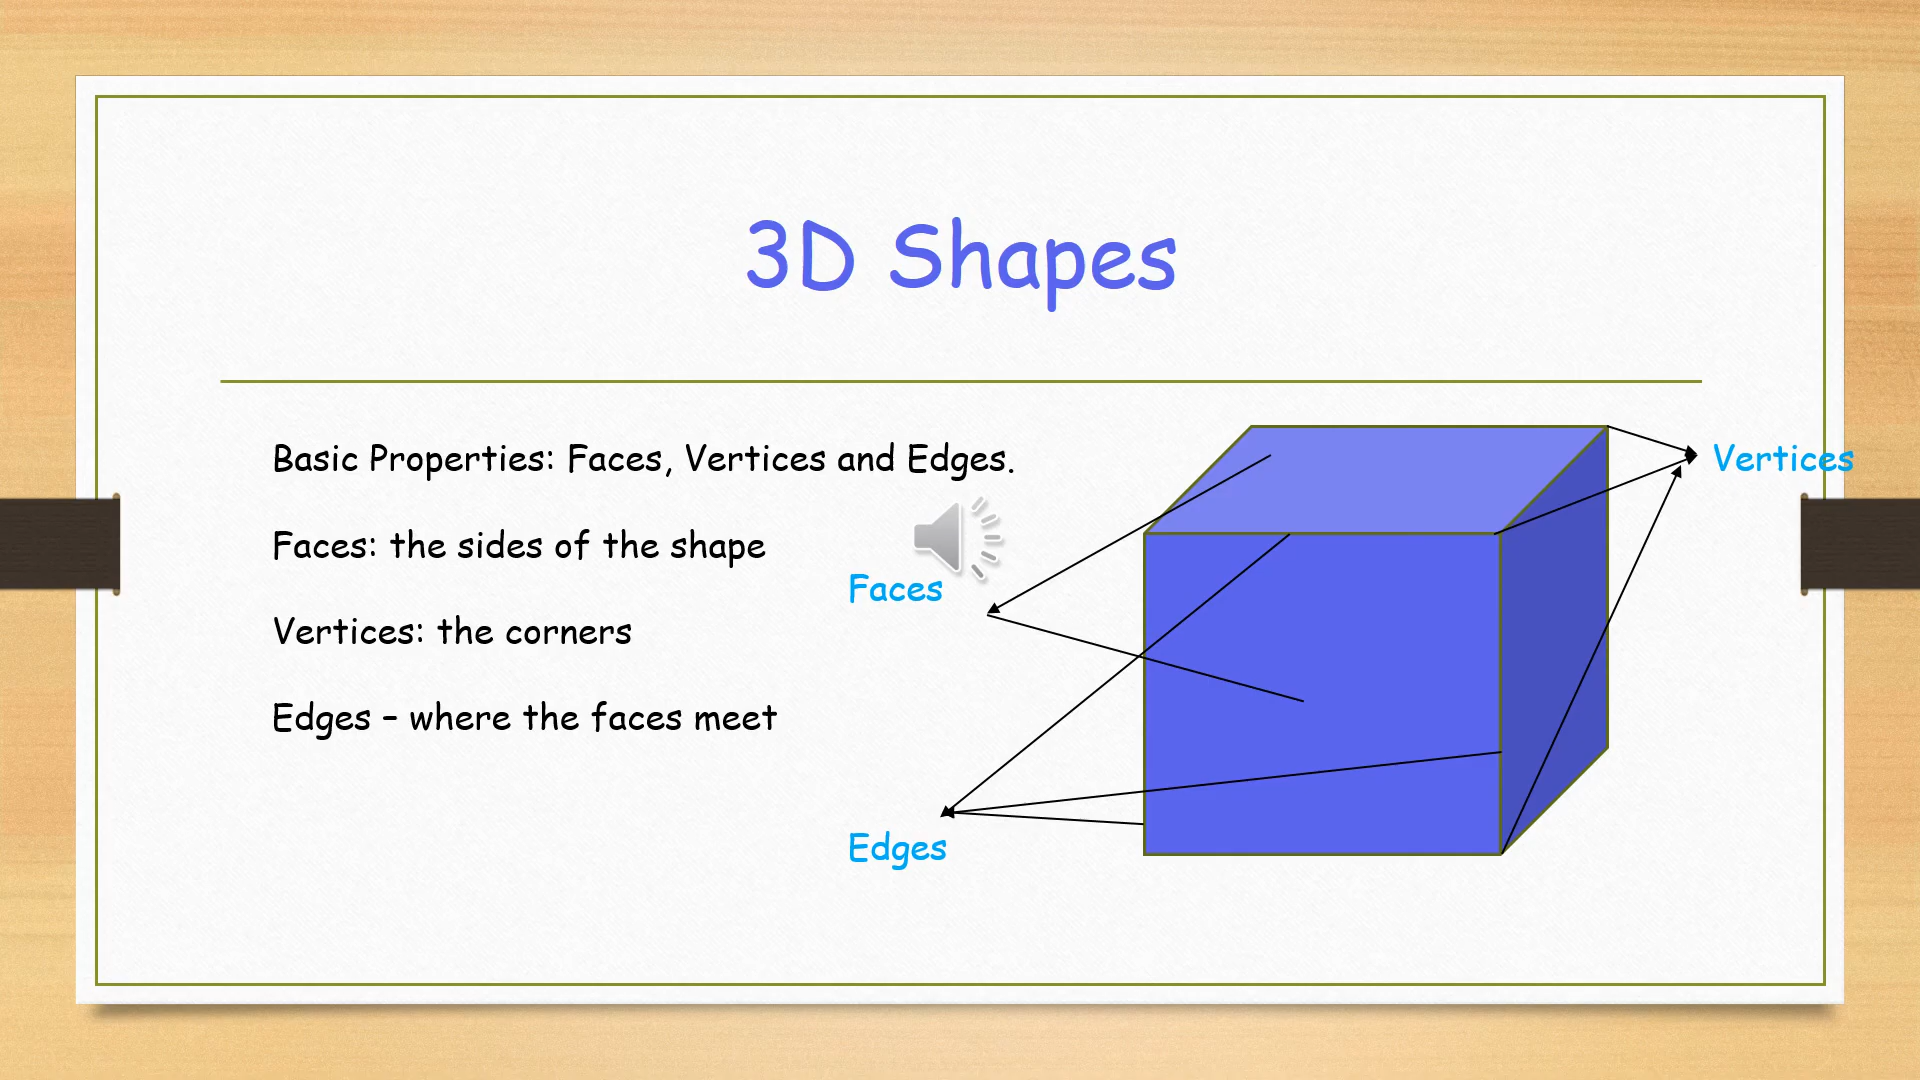 3D Shapes
Basic Properties: Faces, Vertices and Edges.
Faces: the sides of the shape
Vertices: the corners
Edges – where the faces meet
Vertices
Faces
Edges